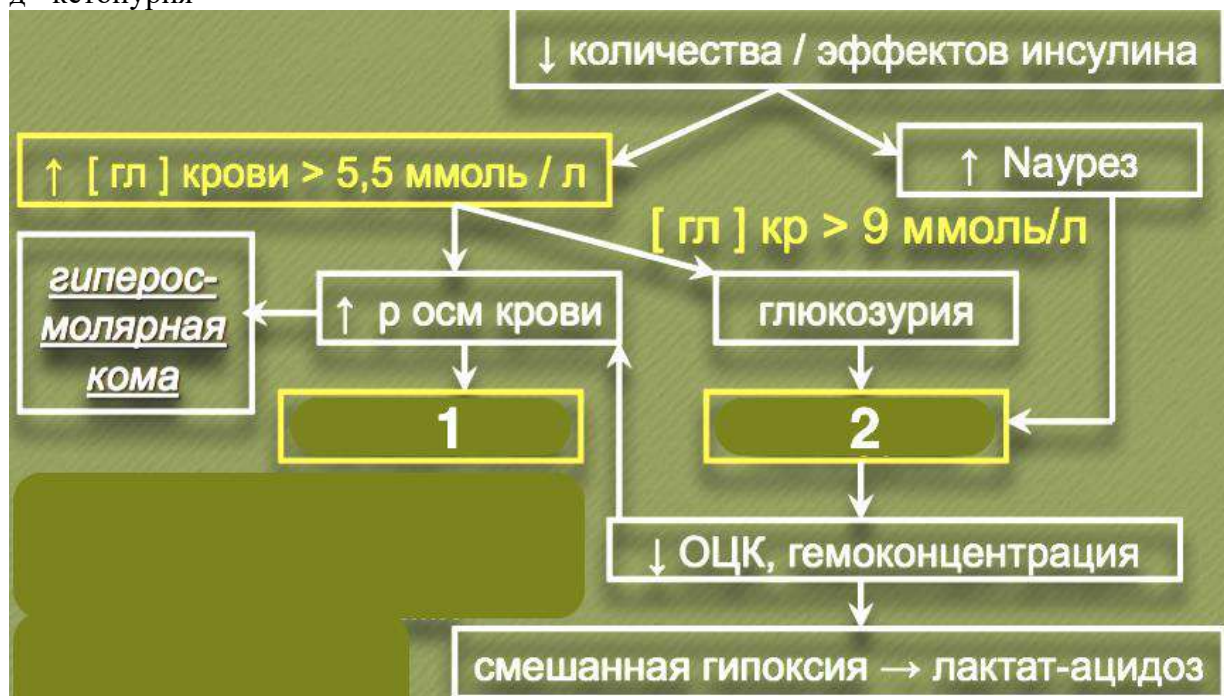 д - кетонурия
↓ количества / эффектов инсулина
↑ [ гл ] крови > 5,5 ммоль / л
↑ Naурез
[ гл ] кр > 9 ммоль/л
гиперос-
молярная
кома
↑ р осм крови
глюкозурия
1
2
↓ ОЦК, гемоконцентрация
смешанная гипоксия → лактат-ацидоз